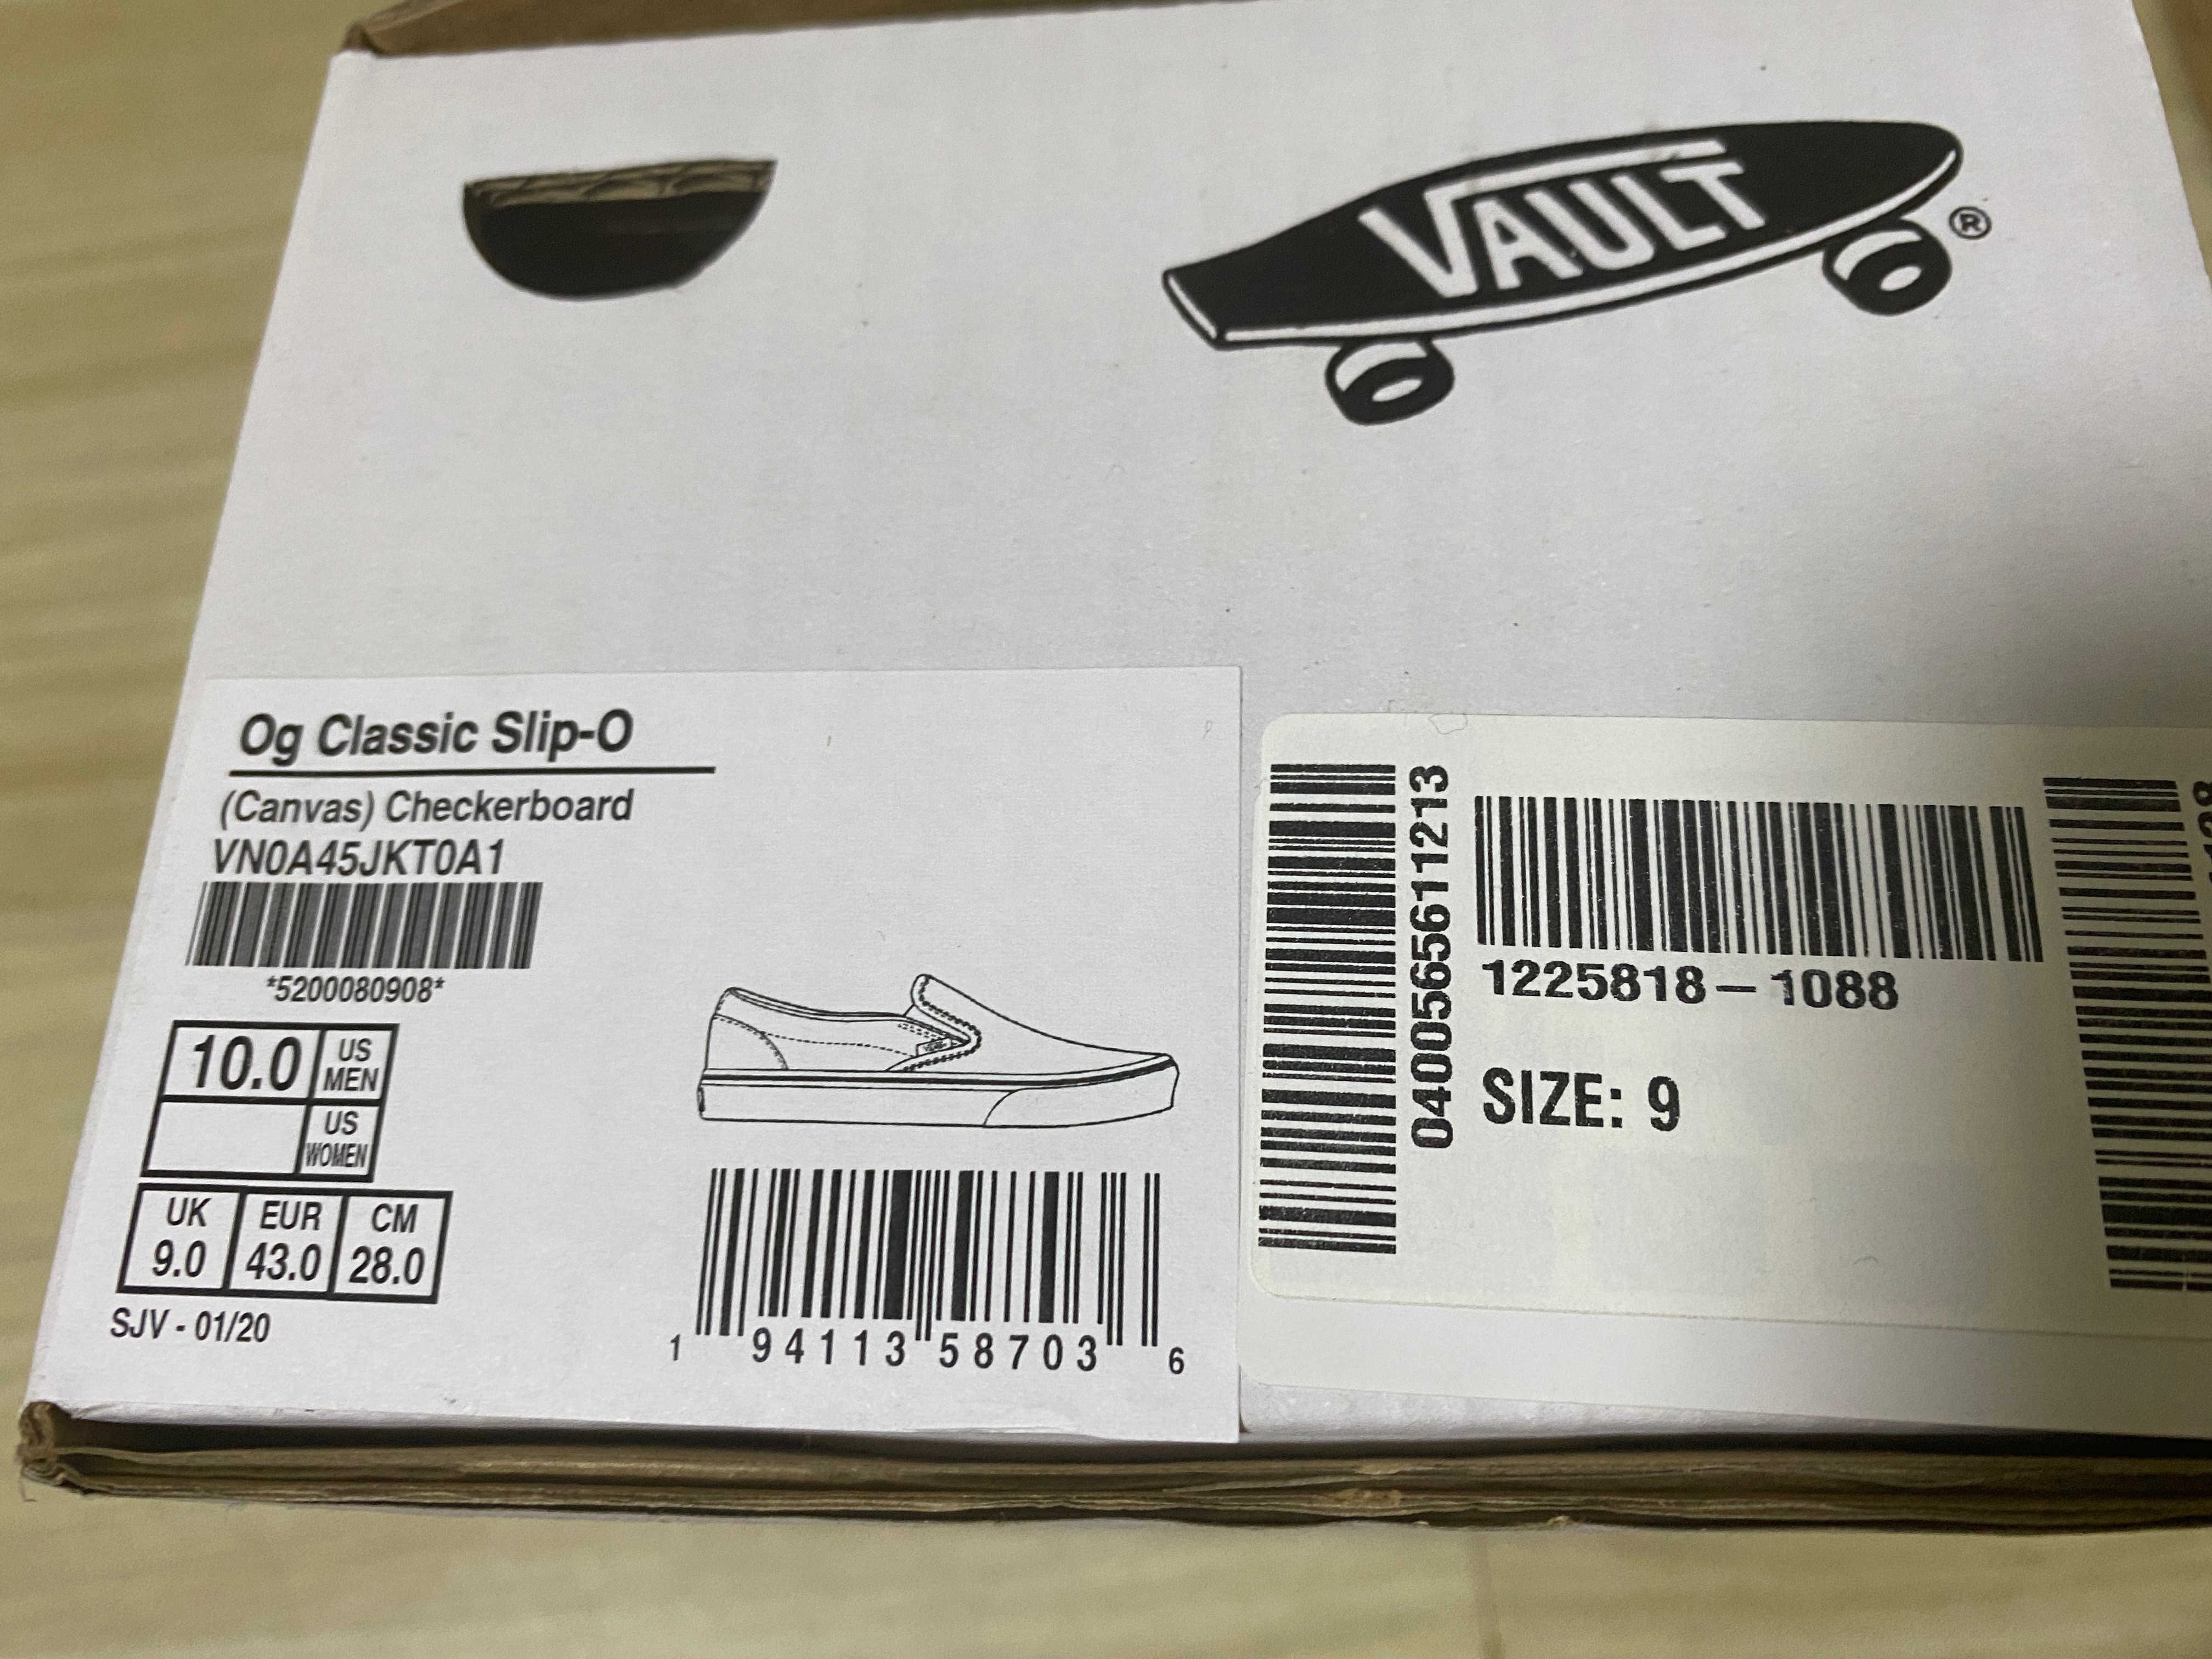 VAULT ®
Og Classic Slip-O
(Canvas) Checkerboard
VN0A45JKT0A1
*5200080908*
10.0 US MEN
US WOMEN
UK EUR CM
9.0 43.0 28.0
SJV - 01/20
1 94113 58703 6
0400565611213
1225818-1088
SIZE: 9